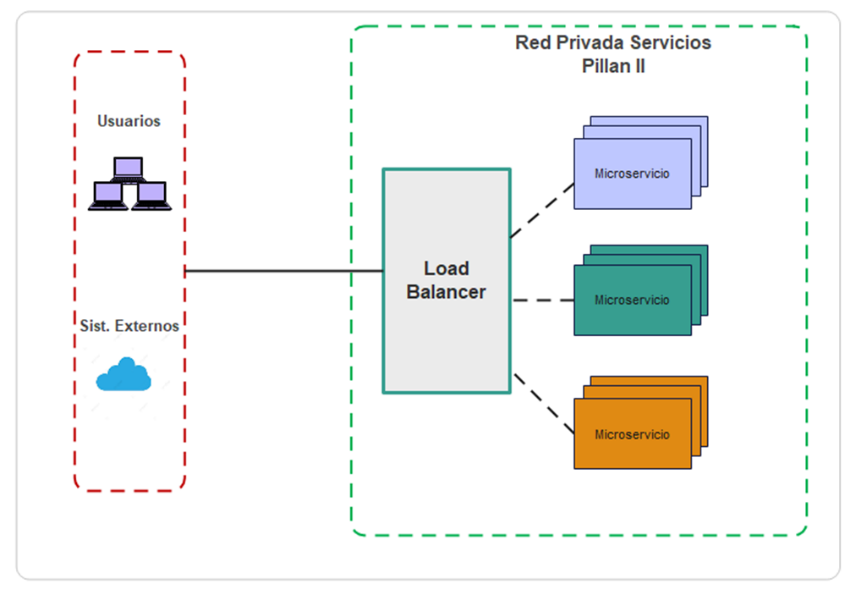 Red Privada Servicios
Pillan II
Usuarios
Sist. Externos
Load
Balancer
Microservicio
Microservicio
Microservicio